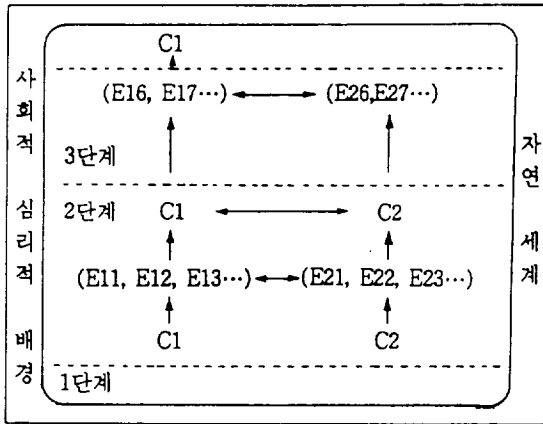 C1
(E16, E17…) (E26,E27…)
3단계
2단계 C1 C2
(E11, E12, E13…) (E21, E22, E23…)
C1 C2
1단계
사회적 심리적 배경
자연 세계